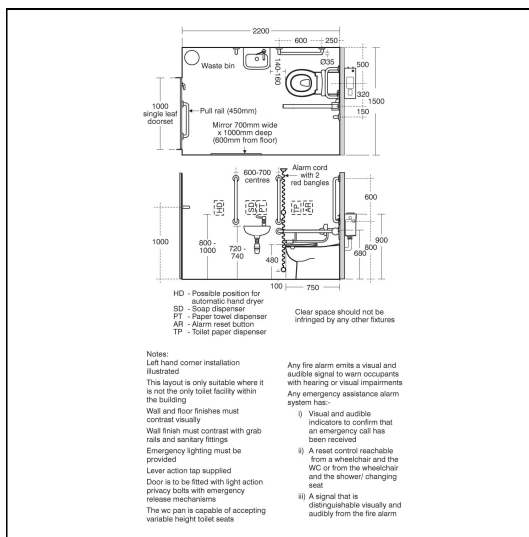 2200
600
250
Waste bin
140-160
Ø35
500
320
1500
150
1000
single leaf
doorset
Pull rail (450mm)
Mirror 700mm wide
x 1000mm deep
(600mm from floor)
600-700
centres
Alarm cord
with 2
red bangles
HD
SD
PT
TP
AR
600
1000
800 -
1000
720 -
740
480
680
800
900
100
750
HD - Possible position for
automatic hand dryer
SD - Soap dispenser
PT - Paper towel dispenser
AR - Alarm reset button
TP - Toilet paper dispenser
Clear space should not be
infringed by any other fixtures
Notes:
Left hand corner installation
illustrated
This layout is only suitable where it
is not the only toilet facility within
the building
Wall and floor finishes must
contrast visually
Wall finish must contrast with grab
rails and sanitary fittings
Emergency lighting must be
provided
Lever action tap supplied
Door is to be fitted with light action
privacy bolts with emergency
release mechanisms
The wc pan is capable of accepting
variable height toilet seats
Any fire alarm emits a visual and
audible signal to warn occupants
with hearing or visual impairments
Any emergency assistance alarm
system has:-
i) Visual and audible
indicators to confirm that
an emergency call has
been received
ii) A reset control reachable
from a wheelchair and the
WC or from the wheelchair
and the shower/ changing
seat
iii) A signal that is
distinguishable visually and
audibly from the fire alarm